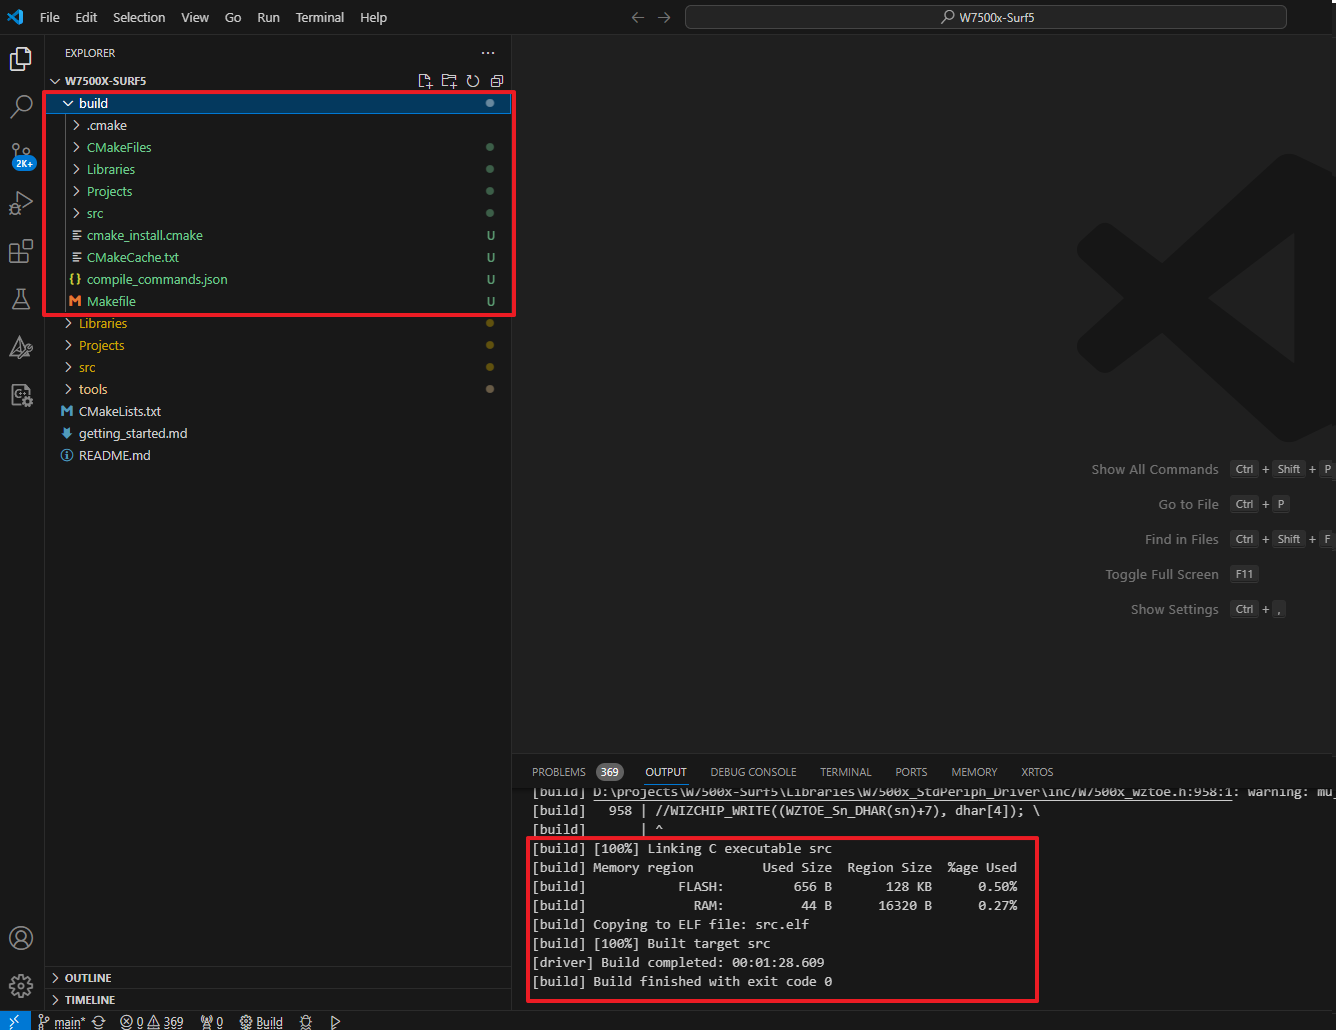 File Edit Selection View Go Run Terminal Help
W7500x-Surf5
EXPLORER
W7500X-SURF5
build
.cmake
CMakeFiles
Libraries
Projects
src
cmake_install.cmake U
CMakeCache.txt U
{} compile_commands.json U
M Makefile U
Libraries
Projects
src
tools
M CMakeLists.txt
getting_started.md
README.md
OUTLINE
TIMELINE
2K+
Show All Commands Ctrl + Shift + P
Go to File Ctrl + P
Find in Files Ctrl + Shift + F
Toggle Full Screen F11
Show Settings Ctrl + ,
PROBLEMS 369 OUTPUT DEBUG CONSOLE TERMINAL PORTS MEMORY XRTOS
[build] D:\projects\W7500x-Surf5\Libraries\W7500x_StdPeriph_Driver\inc/W7500x_wztoe.h:958:1: warning: mu
[build] 958 | //WIZCHIP_WRITE((WZTOE_Sn_DHAR(sn)+7), dhar[4]); \
[build] | ^
[build] [100%] Linking C executable src
[build] Memory region Used Size Region Size %age Used
[build] FLASH: 656 B 128 KB 0.50%
[build] RAM: 44 B 16320 B 0.27%
[build] Copying to ELF file: src.elf
[build] [100%] Built target src
[driver] Build completed: 00:01:28.609
[build] Build finished with exit code 0
main* 0 369 0 Build